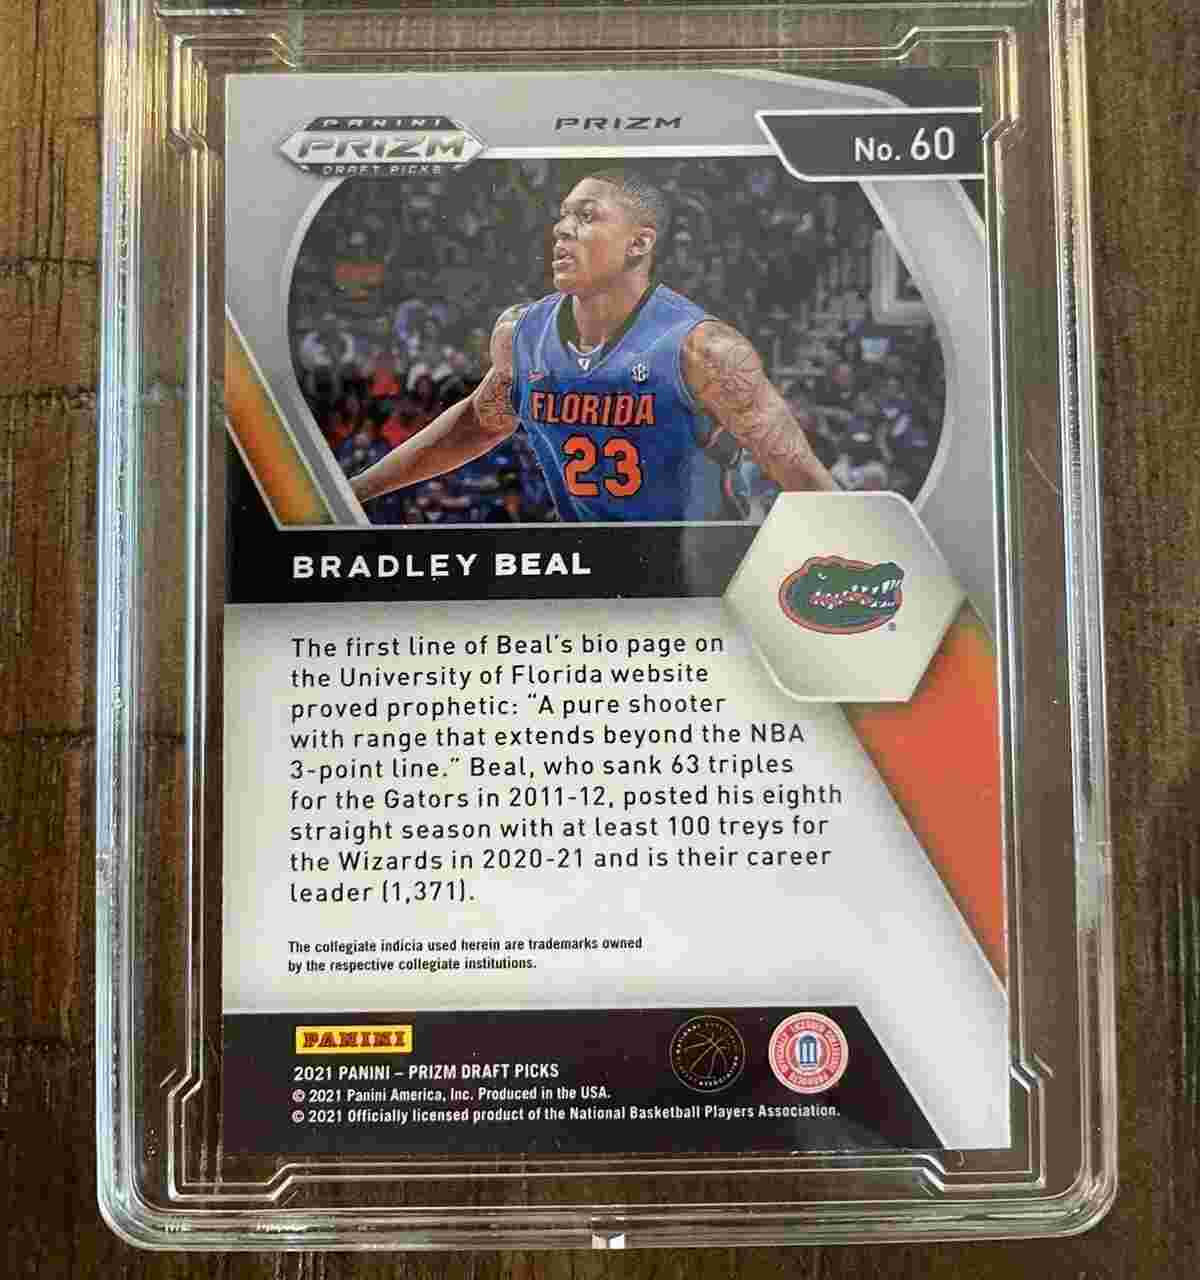 PANINI
PRIZM
DRAFT PICKS
PRIZM
No. 60
FLORIDA
23
BRADLEY BEAL
The first line of Beal's bio page on
the University of Florida website
proved prophetic: “A pure shooter
with range that extends beyond the NBA
3-point line.” Beal, who sank 63 triples
for the Gators in 2011-12, posted his eighth
straight season with at least 100 treys for
the Wizards in 2020-21 and is their career
leader (1,371).
The collegiate indicia used herein are trademarks owned
by the respective collegiate institutions.
PANINI
2021 PANINI – PRIZM DRAFT PICKS
© 2021 Panini America, Inc. Produced in the USA.
© 2021 Officially licensed product of the National Basketball Players Association.